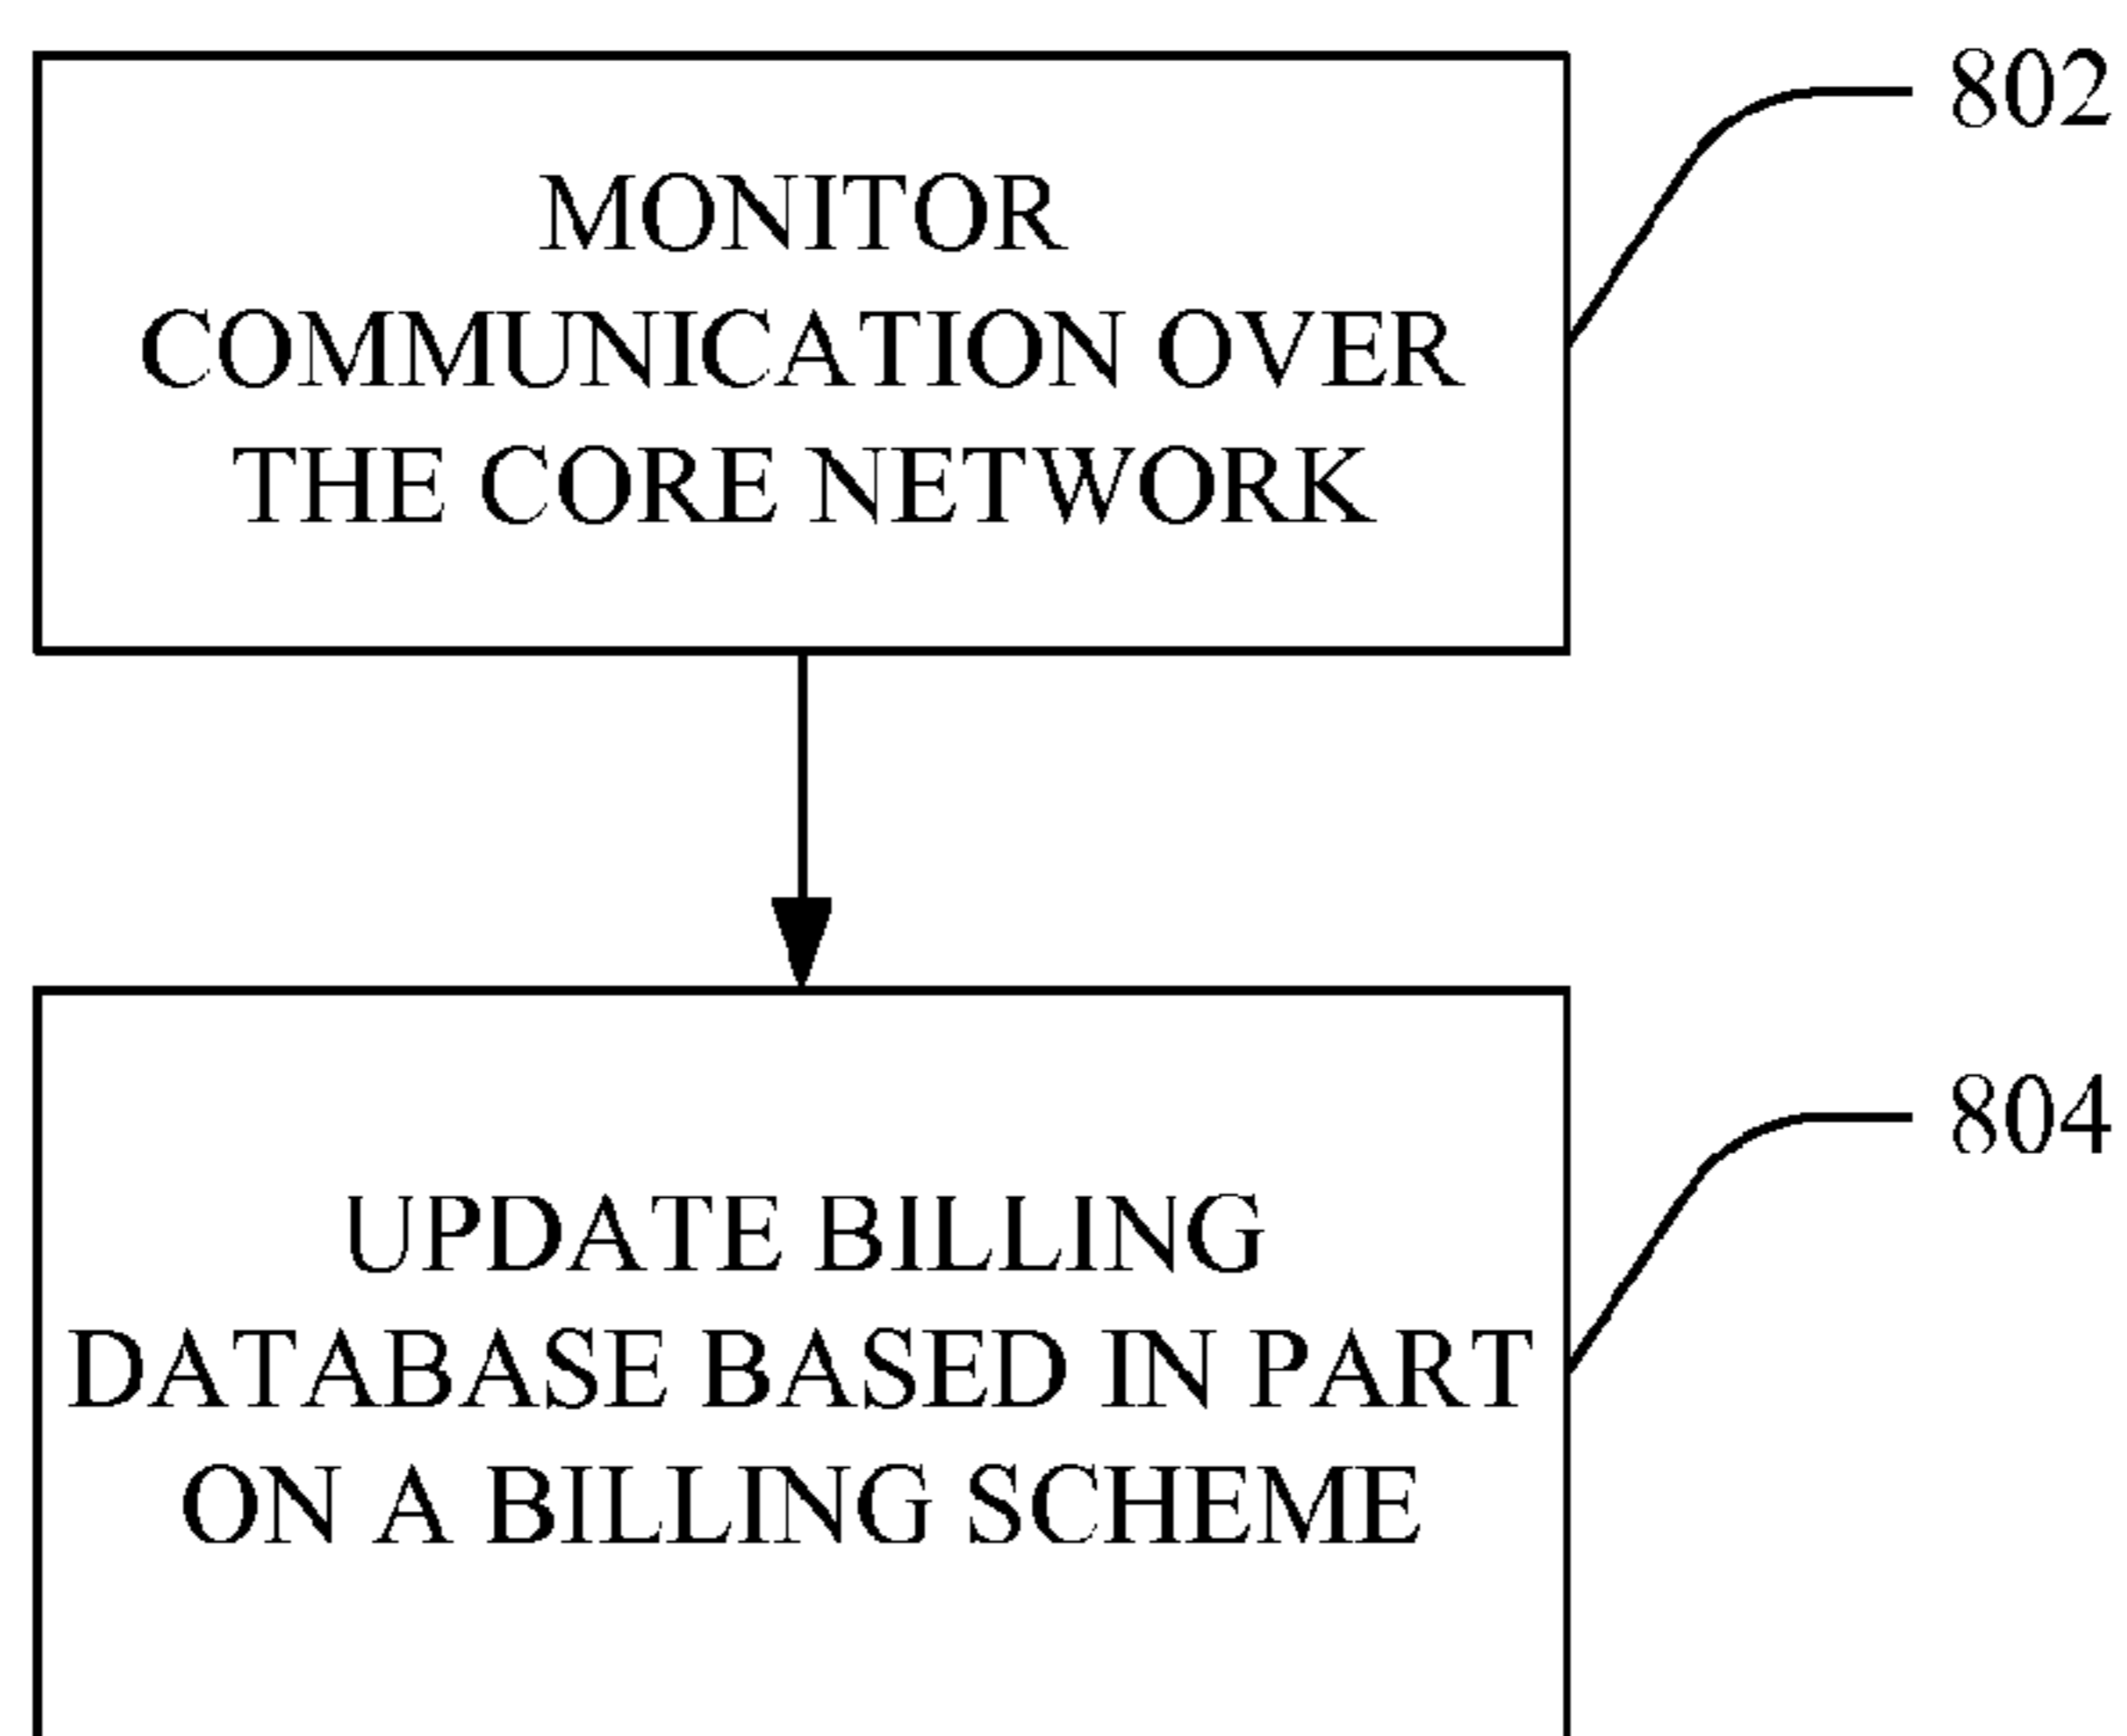 802
MONITOR
COMMUNICATION OVER
THE CORE NETWORK
804
UPDATE BILLING
DATABASE BASED IN PART
ON A BILLING SCHEME